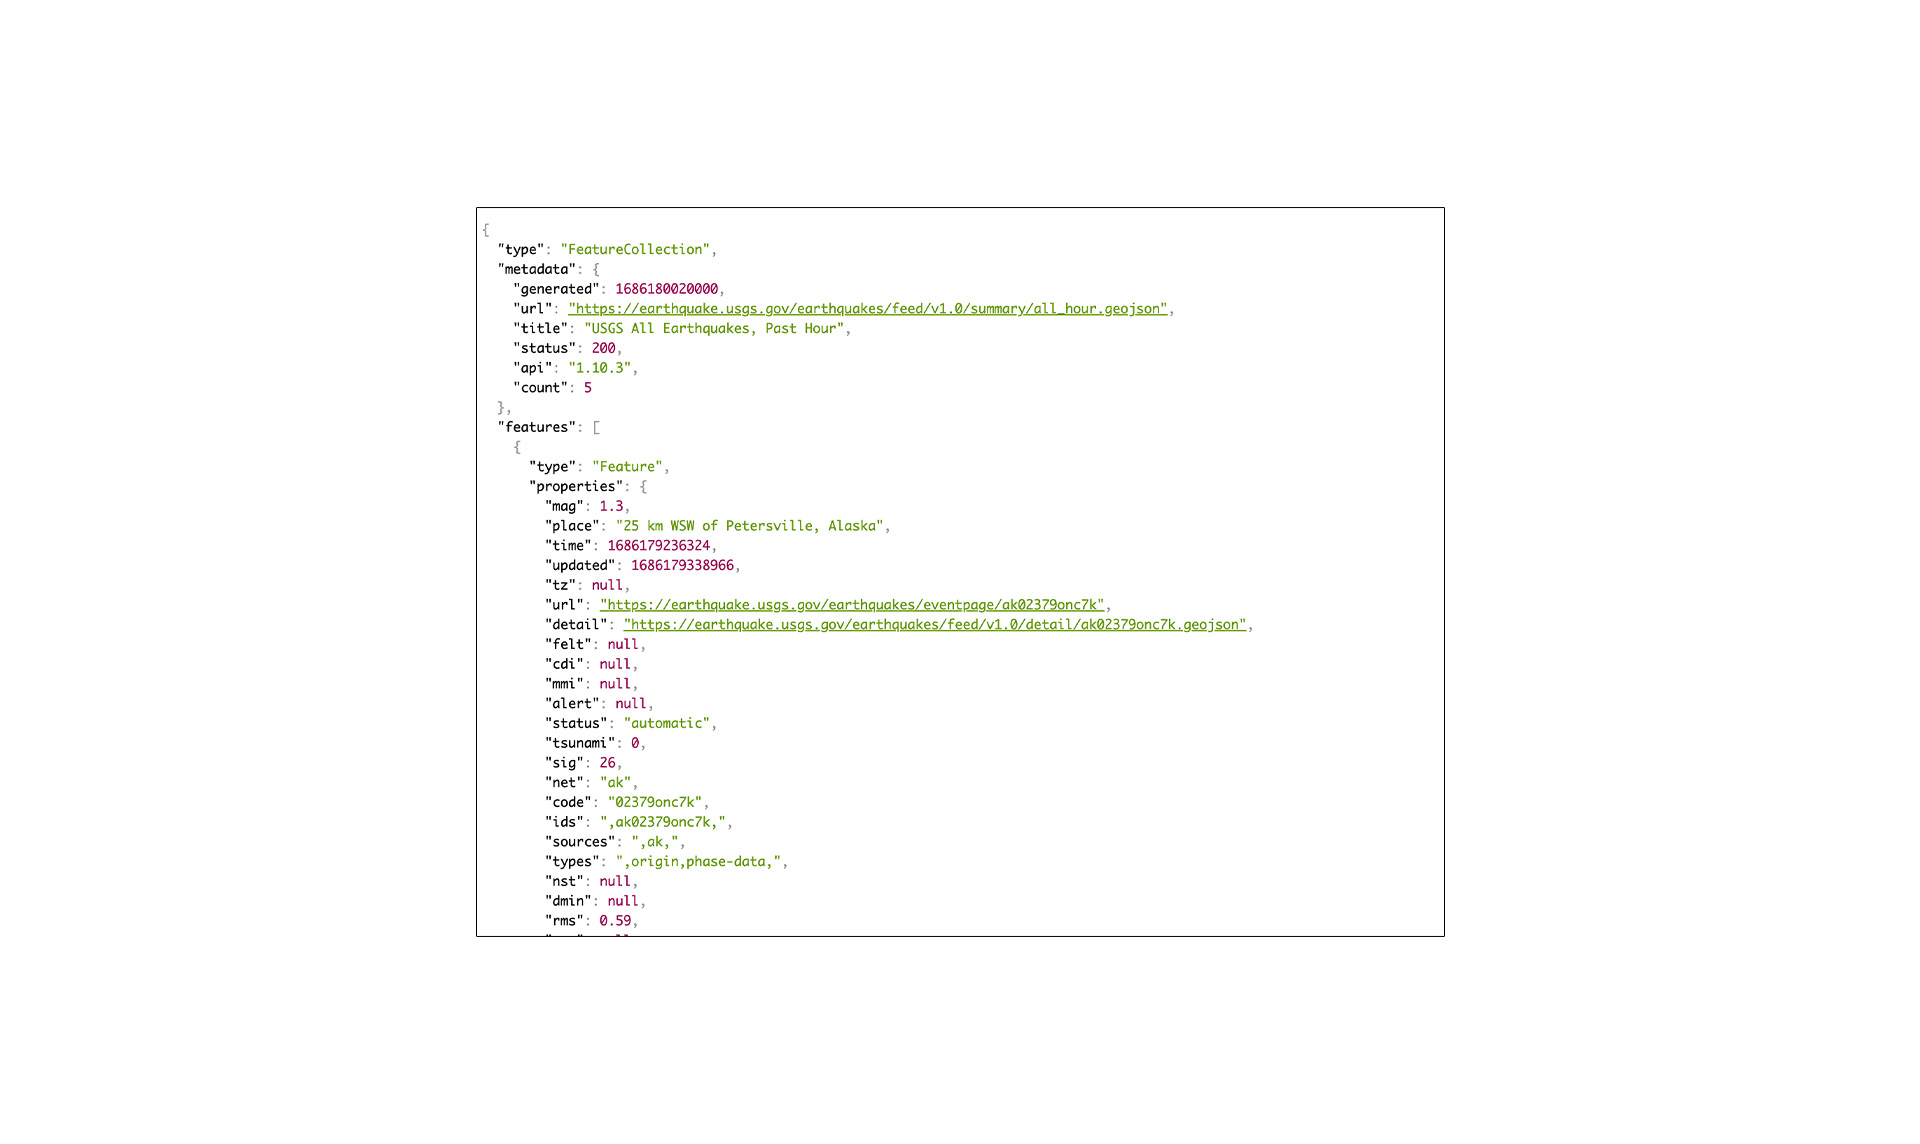 {
"type": "FeatureCollection",
"metadata": {
"generated": 1686180020000,
"url": "https://earthquake.usgs.gov/earthquakes/feed/v1.0/summary/all_hour.geojson",
"title": "USGS All Earthquakes, Past Hour",
"status": 200,
"api": "1.10.3",
"count": 5
},
"features": [
{
"type": "Feature",
"properties": {
"mag": 1.3,
"place": "25 km WSW of Petersville, Alaska",
"time": 1686179236324,
"updated": 1686179338966,
"tz": null,
"url": "https://earthquake.usgs.gov/earthquakes/eventpage/ak02379onc7k",
"detail": "https://earthquake.usgs.gov/earthquakes/feed/v1.0/detail/ak02379onc7k.geojson",
"felt": null,
"cdi": null,
"mmi": null,
"alert": null,
"status": "automatic",
"tsunami": 0,
"sig": 26,
"net": "ak",
"code": "02379onc7k",
"ids": ",ak02379onc7k,",
"sources": ",ak,",
"types": ",origin,phase-data,",
"nst": null,
"dmin": null,
"rms": 0.59,